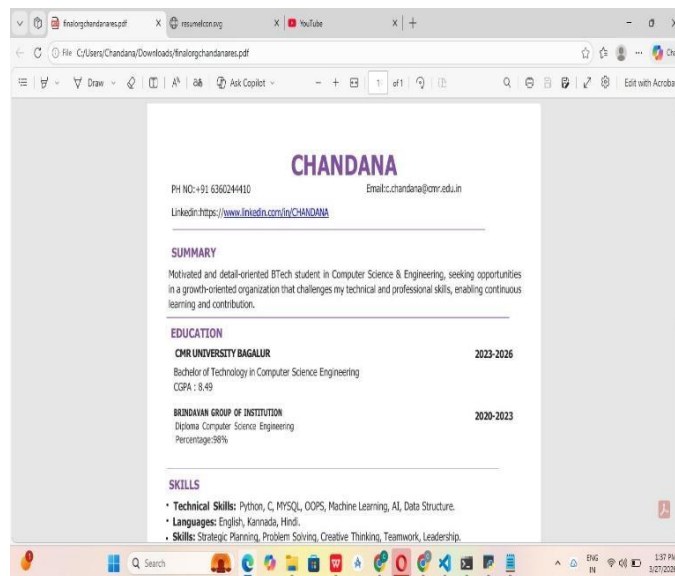 finalorgchandanares.pdf
resumeIcon.svg
YouTube
File C:/Users/Chandana/Downloads/finalorgchandanares.pdf
Draw
Ask Copilot
1 of 1
Edit with Acrobat
CHANDANA
PH NO:+91 6360244410 Email:c.chandana@cmr.edu.in
Linkedin:https://www.linkedin.com/in/CHANDANA
SUMMARY
Motivated and detail-oriented BTech student in Computer Science & Engineering, seeking opportunities
in a growth-oriented organization that challenges my technical and professional skills, enabling continuous
learning and contribution.
EDUCATION
CMR UNIVERSITY BAGALUR 2023-2026
Bachelor of Technology in Computer Science Engineering
CGPA : 8.49
BRINDAVAN GROUP OF INSTITUTION 2020-2023
Diploma Computer Science Engineering
Percentage:98%
SKILLS
• Technical Skills: Python, C, MYSQL, OOPS, Machine Learning, AI, Data Structure.
• Languages: English, Kannada, Hindi.
• Skills: Strategic Planning, Problem Solving, Creative Thinking, Teamwork, Leadership.
Search
ENG
IN
1:37 PM